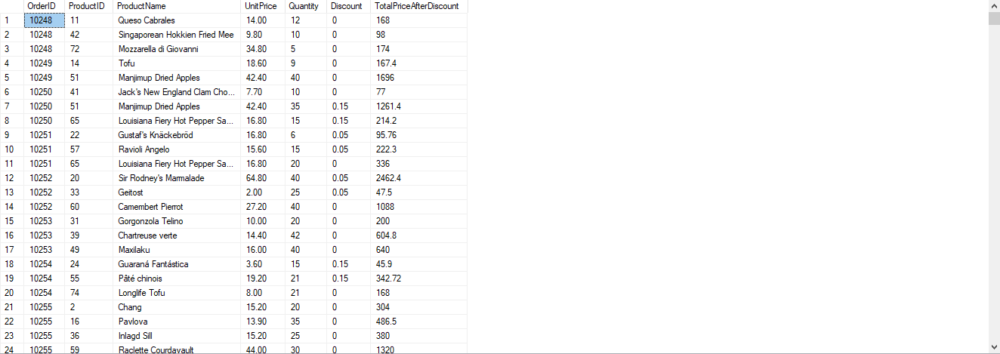 OrderID ProductID ProductName UnitPrice Quantity Discount TotalPriceAfterDiscount
1 10248 11 Queso Cabrales 14.00 12 0 168
2 10248 42 Singaporean Hokkien Fried Mee 9.80 10 0 98
3 10248 72 Mozzarella di Giovanni 34.80 5 0 174
4 10249 14 Tofu 18.60 9 0 167.4
5 10249 51 Manjimup Dried Apples 42.40 40 0 1696
6 10250 41 Jack's New England Clam Cho... 7.70 10 0 77
7 10250 51 Manjimup Dried Apples 42.40 35 0.15 1261.4
8 10250 65 Louisiana Fiery Hot Pepper Sa... 16.80 15 0.15 214.2
9 10251 22 Gustaf's Knäckebröd 16.80 6 0.05 95.76
10 10251 57 Ravioli Angelo 15.60 15 0.05 222.3
11 10251 65 Louisiana Fiery Hot Pepper Sa... 16.80 20 0 336
12 10252 20 Sir Rodney's Marmalade 64.80 40 0.05 2462.4
13 10252 33 Geitost 2.00 25 0.05 47.5
14 10252 60 Camembert Pierrot 27.20 40 0 1088
15 10253 31 Gorgonzola Telino 10.00 20 0 200
16 10253 39 Chartreuse verte 14.40 42 0 604.8
17 10253 49 Maxilaku 16.00 40 0 640
18 10254 24 Guaraná Fantástica 3.60 15 0.15 45.9
19 10254 55 Pâté chinois 19.20 21 0.15 342.72
20 10254 74 Longlife Tofu 8.00 21 0 168
21 10255 2 Chang 15.20 20 0 304
22 10255 16 Pavlova 13.90 35 0 486.5
23 10255 36 Inlagd Sill 15.20 25 0 380
24 10255 59 Raclette Courdavault 44.00 30 0 1320